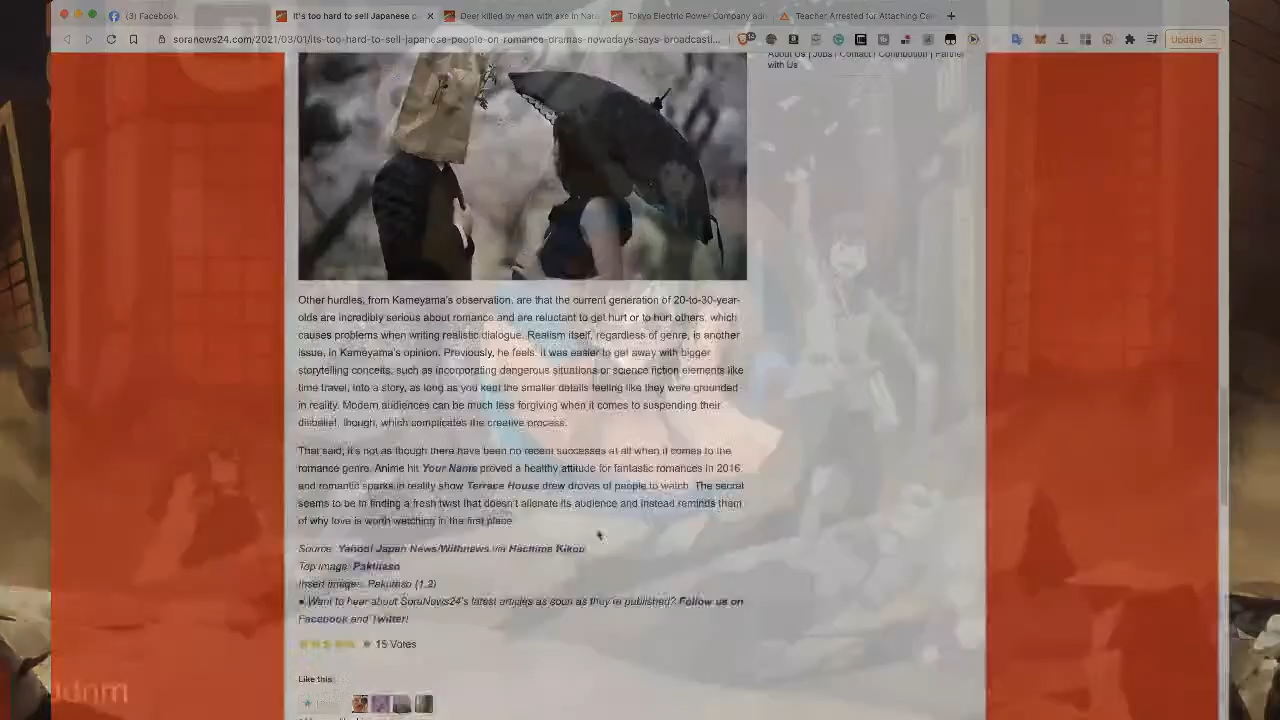 (3) Facebook
It's too hard to sell Japanese p
Deer killed by man with axe in Nara
Tokyo Electric Power Company adm
Teacher Arrested for Attaching Ca
soranews24.com/2021/03/01/its-too-hard-to-sell-japanese-people-on-romance-dramas-nowadays-says-broadcasti...
Update
About Us | Jobs | Contact | Contribution | Partner
with Us
Other hurdles, from Kameyama's observation, are that the current generation of 20-to-30-year-
olds are incredibly serious about romance and are reluctant to get hurt or to hurt others, which
causes problems when writing realistic dialogue. Realism itself, regardless of genre, is another
issue, in Kameyama's opinion. Previously, he feels, it was easier to get away with bigger
storytelling conceits, such as incorporating dangerous situations or science fiction elements like
time travel, into a story, as long as you kept the smaller details feeling like they were grounded
in reality. Modern audiences can be much less forgiving when it comes to suspending their
disbelief, though, which complicates the creative process.
That said, it's not as though there have been no recent successes at all when it comes to the
romance genre. Anime hit Your Name proved a healthy attitude for fantastic romances in 2016
and romantic sparks in reality show Terrace House drew droves of people to watch. The secret
seems to be in finding a fresh twist that doesn't alienate its audience and instead reminds them
of why love is worth watching in the first place.
Source: Yahoo! Japan News/Withnews via Hachima Kikou
Top image: Pakutaso
Insert images: Pakutaso (1,2)
● Want to hear about SoraNews24's latest articles as soon as they're published? Follow us on
Facebook and Twitter!
15 Votes
Like this: